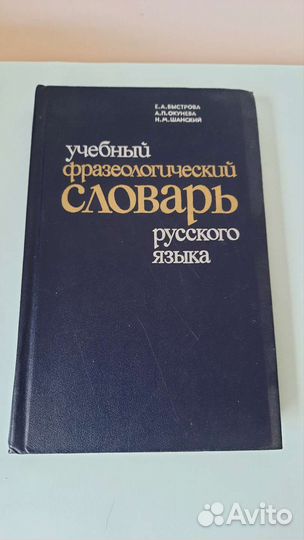 Е.А.БЫСТРОВА
А.П.ОКУНЕВА
Н.М.ШАНСКИЙ
учебный
фразеологический
СЛОВАРЬ
русского
языка
Avito